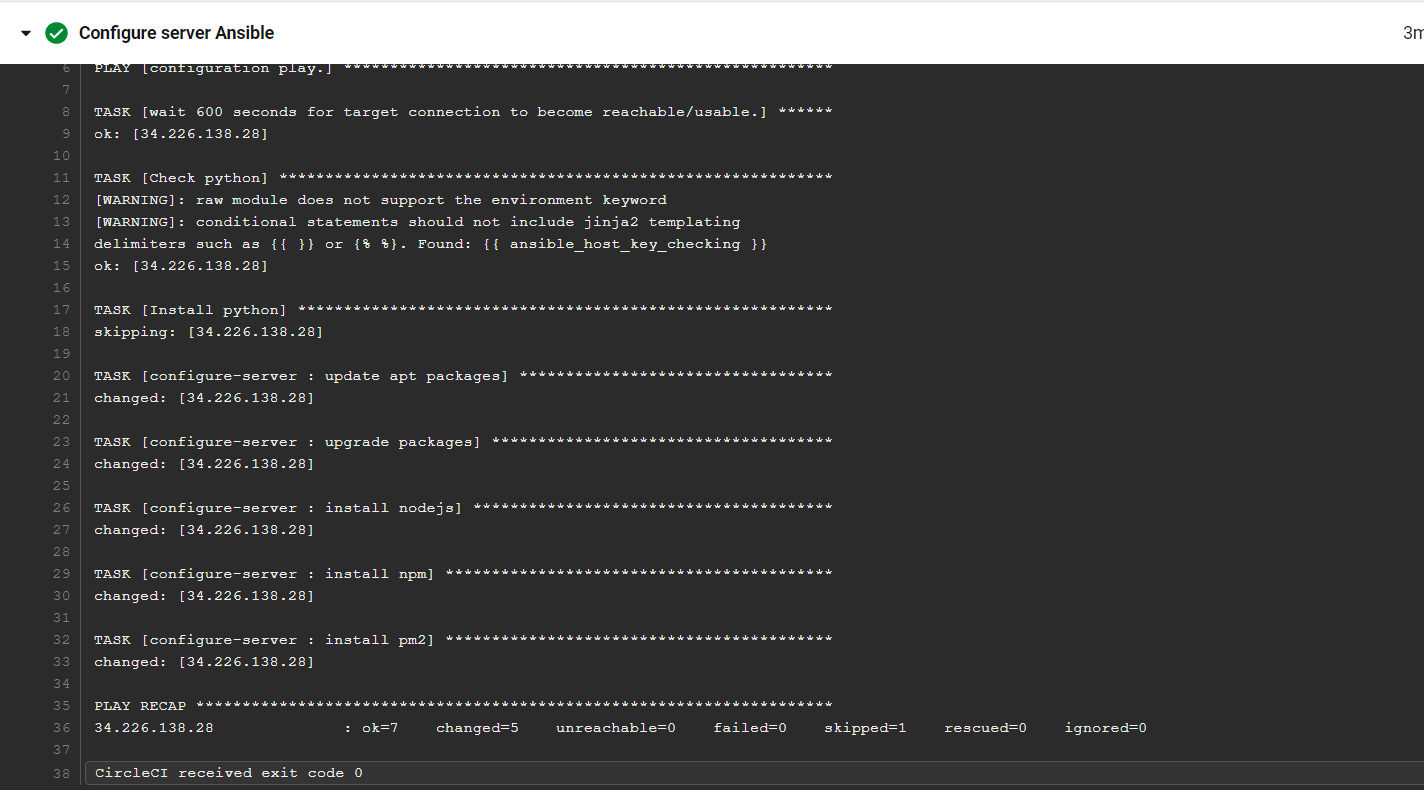 Configure server Ansible
3m
6 PLAY [configuration play.] *****************************************************
7
8 TASK [wait 600 seconds for target connection to become reachable/usable.] ******
9 ok: [34.226.138.28]
10
11 TASK [Check python] ************************************************************
12 [WARNING]: raw module does not support the environment keyword
13 [WARNING]: conditional statements should not include jinja2 templating
14 delimiters such as {{ }} or {% %}. Found: {{ ansible_host_key_checking }}
15 ok: [34.226.138.28]
16
17 TASK [Install python] **********************************************************
18 skipping: [34.226.138.28]
19
20 TASK [configure-server : update apt packages] **********************************
21 changed: [34.226.138.28]
22
23 TASK [configure-server : upgrade packages] *************************************
24 changed: [34.226.138.28]
25
26 TASK [configure-server : install nodejs] ***************************************
27 changed: [34.226.138.28]
28
29 TASK [configure-server : install npm] ******************************************
30 changed: [34.226.138.28]
31
32 TASK [configure-server : install pm2] ******************************************
33 changed: [34.226.138.28]
34
35 PLAY RECAP *********************************************************************
36 34.226.138.28 : ok=7 changed=5 unreachable=0 failed=0 skipped=1 rescued=0 ignored=0
37
38 CircleCI received exit code 0